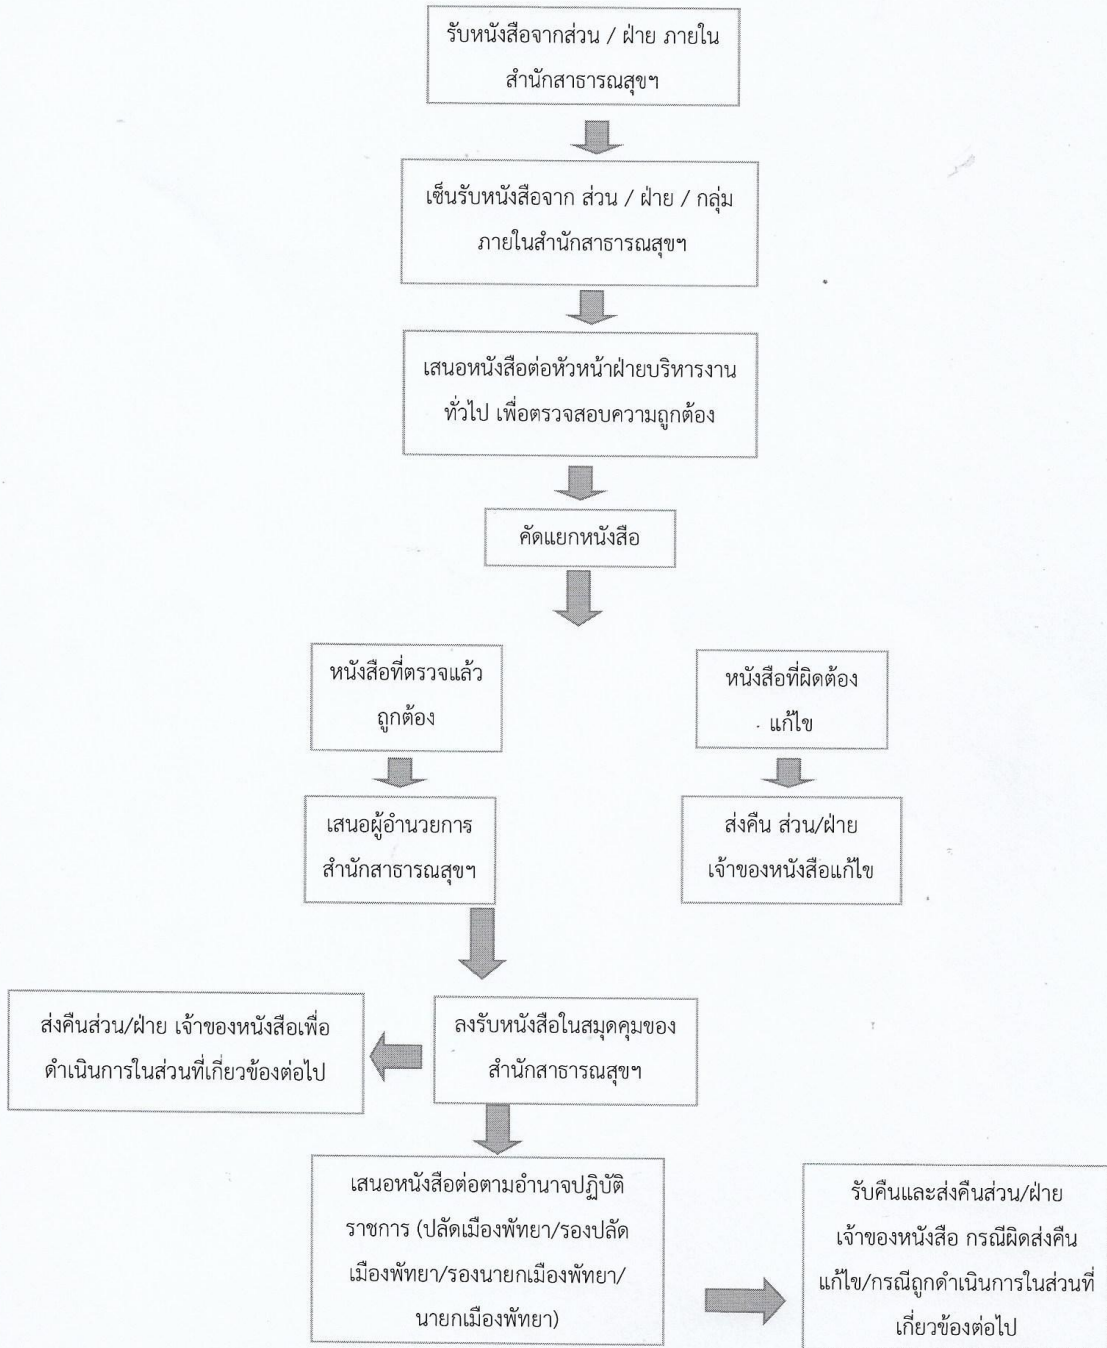 รับหนังสือจากส่วน / ฝ่าย ภายใน
สำนักสาธารณสุขฯ
เซ็นรับหนังสือจาก ส่วน / ฝ่าย / กลุ่ม
ภายในสำนักสาธารณสุขฯ
เสนอหนังสือต่อหัวหน้าฝ่ายบริหารงาน
ทั่วไป เพื่อตรวจสอบความถูกต้อง
คัดแยกหนังสือ
หนังสือที่ตรวจแล้ว
ถูกต้อง
หนังสือที่ผิดต้อง
แก้ไข
เสนอผู้อำนวยการ
สำนักสาธารณสุขฯ
ส่งคืน ส่วน/ฝ่าย
เจ้าของหนังสือแก้ไข
ส่งคืนส่วน/ฝ่าย เจ้าของหนังสือเพื่อ
ดำเนินการในส่วนที่เกี่ยวข้องต่อไป
ลงรับหนังสือในสมุดคุมของ
สำนักสาธารณสุขฯ
เสนอหนังสือต่อตามอำนาจปฏิบัติ
ราชการ (ปลัดเมืองพัทยา/รองปลัด
เมืองพัทยา/รองนายกเมืองพัทยา/
นายกเมืองพัทยา)
รับคืนและส่งคืนส่วน/ฝ่าย
เจ้าของหนังสือ กรณีผิดส่งคืน
แก้ไข/กรณีถูกดำเนินการในส่วนที่
เกี่ยวข้องต่อไป